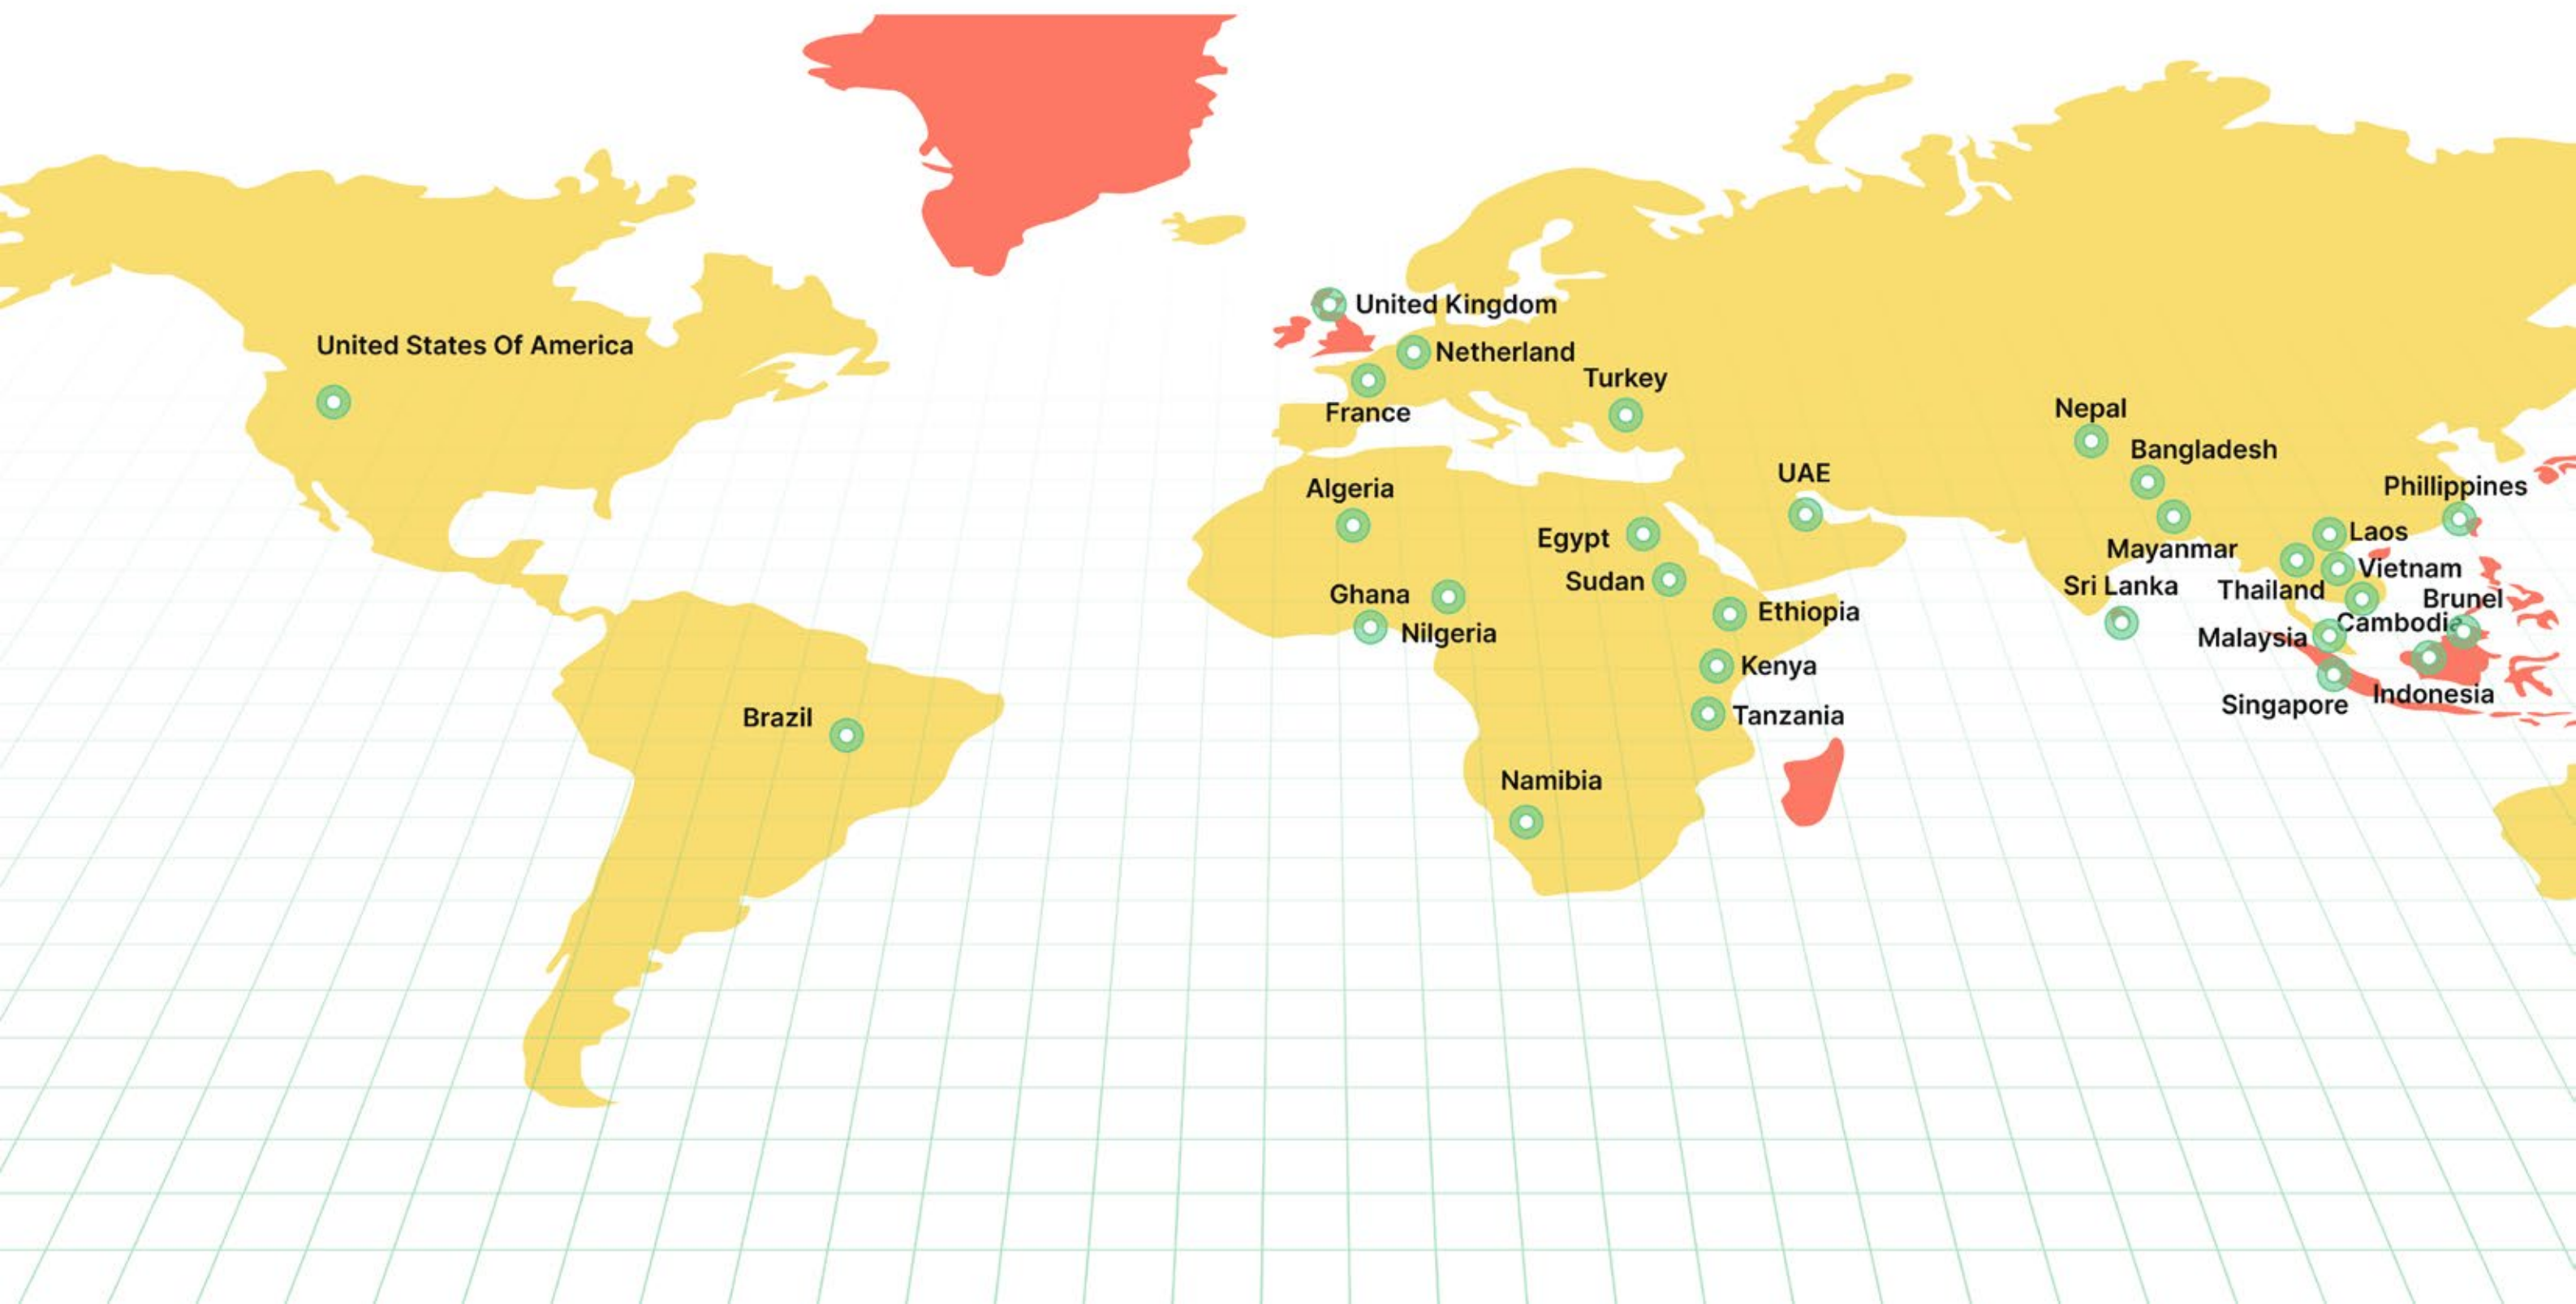 United Kingdom
United States Of America
Netherland
Turkey
France
Nepal
Bangladesh
UAE
Algeria
Phillippines
Egypt
Laos
Mayanmar
Vietnam
Sudan
Sri Lanka
Thailand
Ghana
Brunel
Ethiopia
Cambodia
Nilgeria
Malaysia
Kenya
Indonesia
Singapore
Brazil
Tanzania
Namibia